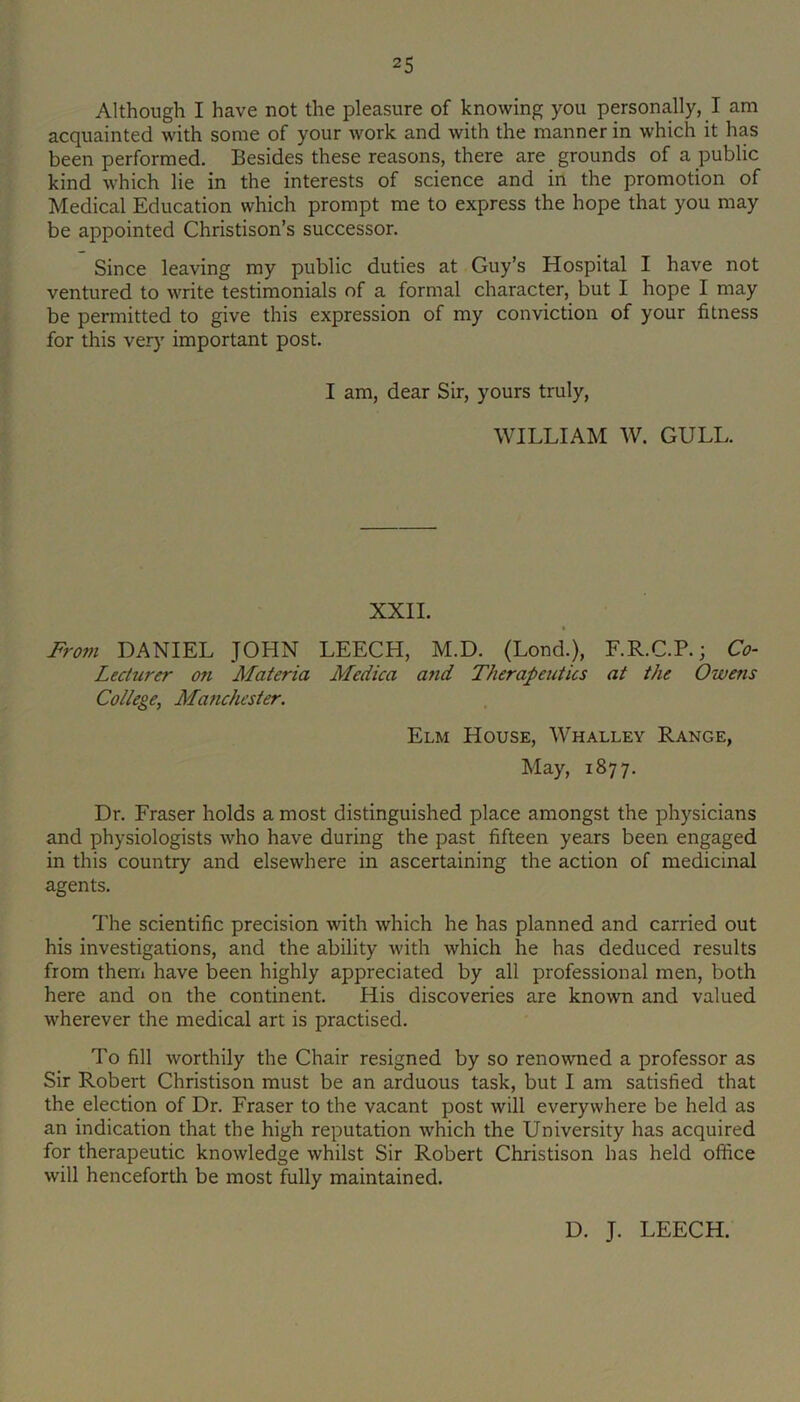 25
Although I have not the pleasure of knowing you personally, I am
acquainted with some of your work and with the manner in which it has
been performed. Besides these reasons, there are grounds of a public
kind which lie in the interests of science and in the promotion of
Medical Education which prompt me to express the hope that you may
be appointed Christison’s successor.
Since leaving my public duties at Guy’s Hospital I have not
ventured to write testimonials of a formal character, but I hope I may
be permitted to give this expression of my conviction of your fitness
for this very important post.
I am, dear Sir, yours truly,
WILLIAM W. GULL.
XXII.
From DANIEL JOHN LEECH, M.D. (Lond.), F.R.C.P.; Co-
Lecturer on Materia Medica and Therapeutics at the Owens
College, Manchester.
Elm House, Whalley Range,
May, 1877.
Dr. Fraser holds a most distinguished place amongst the physicians
and physiologists who have during the past fifteen years been engaged
in this country and elsewhere in ascertaining the action of medicinal
agents.
The scientific precision with which he has planned and carried out
his investigations, and the ability with which he has deduced results
from them have been highly appreciated by all professional men, both
here and on the continent. His discoveries are known and valued
wherever the medical art is practised.
To fill worthily the Chair resigned by so renowned a professor as
Sir Robert Christison must be an arduous task, but I am satisfied that
the election of Dr. Fraser to the vacant post will everywhere be held as
an indication that the high reputation which the University has acquired
for therapeutic knowledge whilst Sir Robert Christison has held office
will henceforth be most fully maintained.
D. J. LEECH.